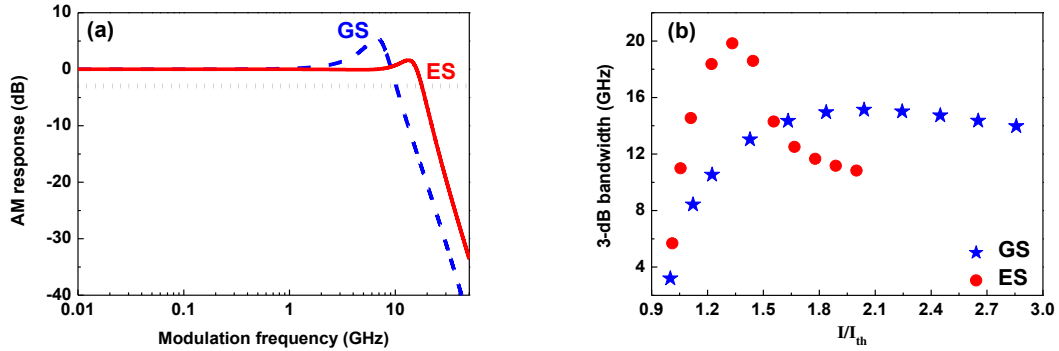 (a)
GS
ES
10
0
-10
-20
-30
-40
0.01
0.1
1
10
AM response (dB)
Modulation frequency (GHz)
(b)
20
16
12
8
4
0.9
1.2
1.5
1.8
2.1
2.4
2.7
3.0
3-dB bandwidth (GHz)
I/Ith
GS
ES